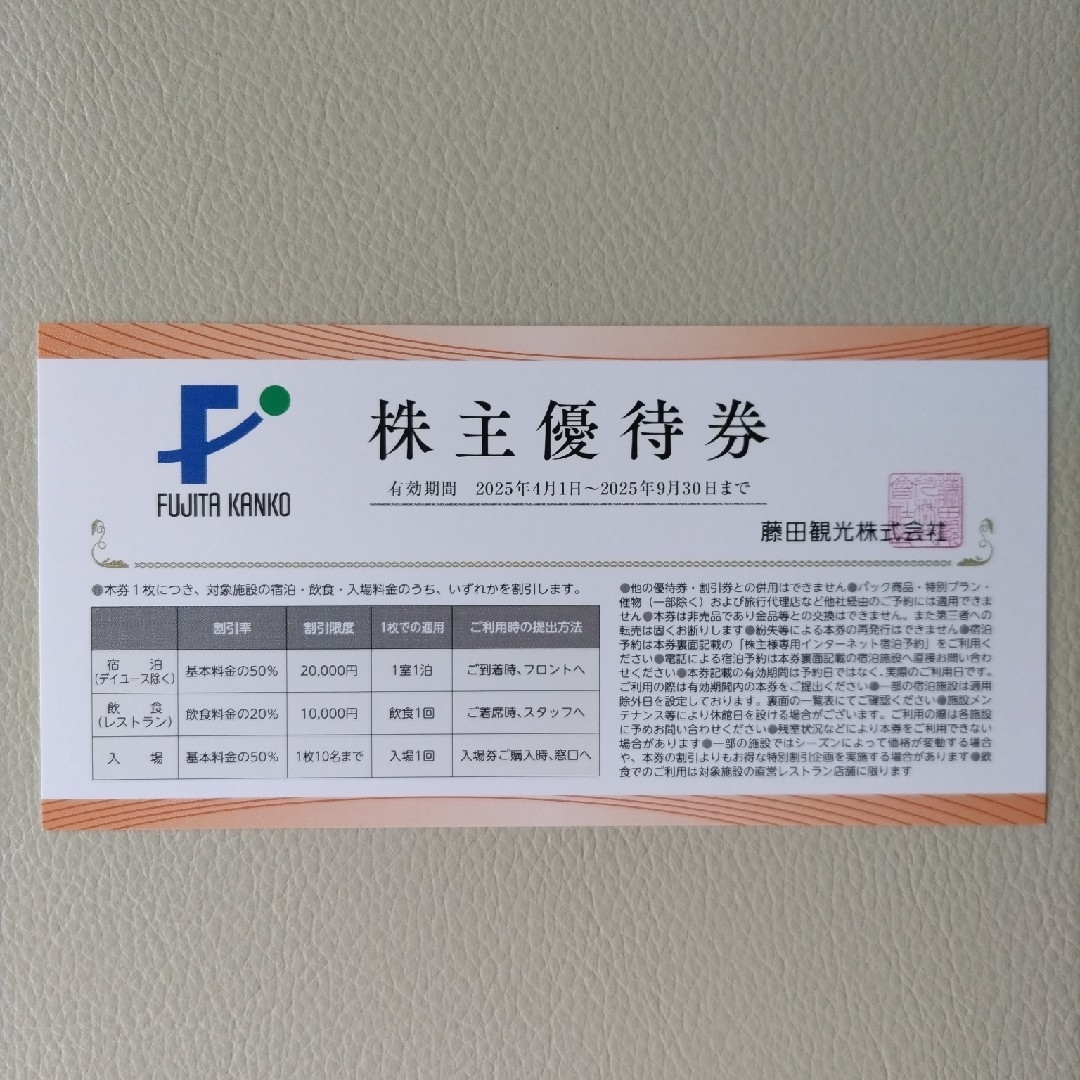 株主優待券
有効期間 2025年4月1日～2025年9月30日まで
FUJITA KANKO
藤田観光株式会社
●本券1枚につき、対象施設の宿泊・飲食・入場料金のうち、いずれかを割引します。
割引率 割引限度 1枚での適用 ご利用時の提出方法
宿泊 (デイユース除く) 基本料金の50% 20,000円 1室1泊 ご到着時、フロントへ
飲食 (レストラン) 飲食料金の20% 10,000円 飲食1回 ご着席時、スタッフへ
入場 基本料金の50% 1枚10名まで 入場1回 入場券ご購入時、窓口へ
●他の優待券・割引券との併用はできません●パック商品・特別プラン・
催物（一部除く）および旅行代理店など他社経由のご予約には適用できま
せん●本券は非売品であり金品等との交換はできません。また第三者への
転売は固くお断りします●紛失等による本券の再発行はできません●宿泊
予約は本券裏面記載の「株主様専用インターネット宿泊予約」をご利用く
ださい●電話による宿泊予約は本券裏面記載の宿泊施設へ直接お問い合わ
せください●本券記載の有効期間は予約日ではなく、実際のご利用日です。
ご利用の際は有効期間内の本券をご提出ください●一部の宿泊施設は適用
除外日を設定しております。裏面の一覧表にてご確認ください●施設メン
テナンス等により休館日を設ける場合がございます。ご利用の際は各施設
に予めお問い合わせください●残室状況などにより本券をご利用できない
場合があります●一部の施設ではシーズンによって価格が変動する場合
や、本券の割引よりもお得な特別割引企画を実施する場合があります●飲
食でのご利用は対象施設の直営レストラン店舗に限ります